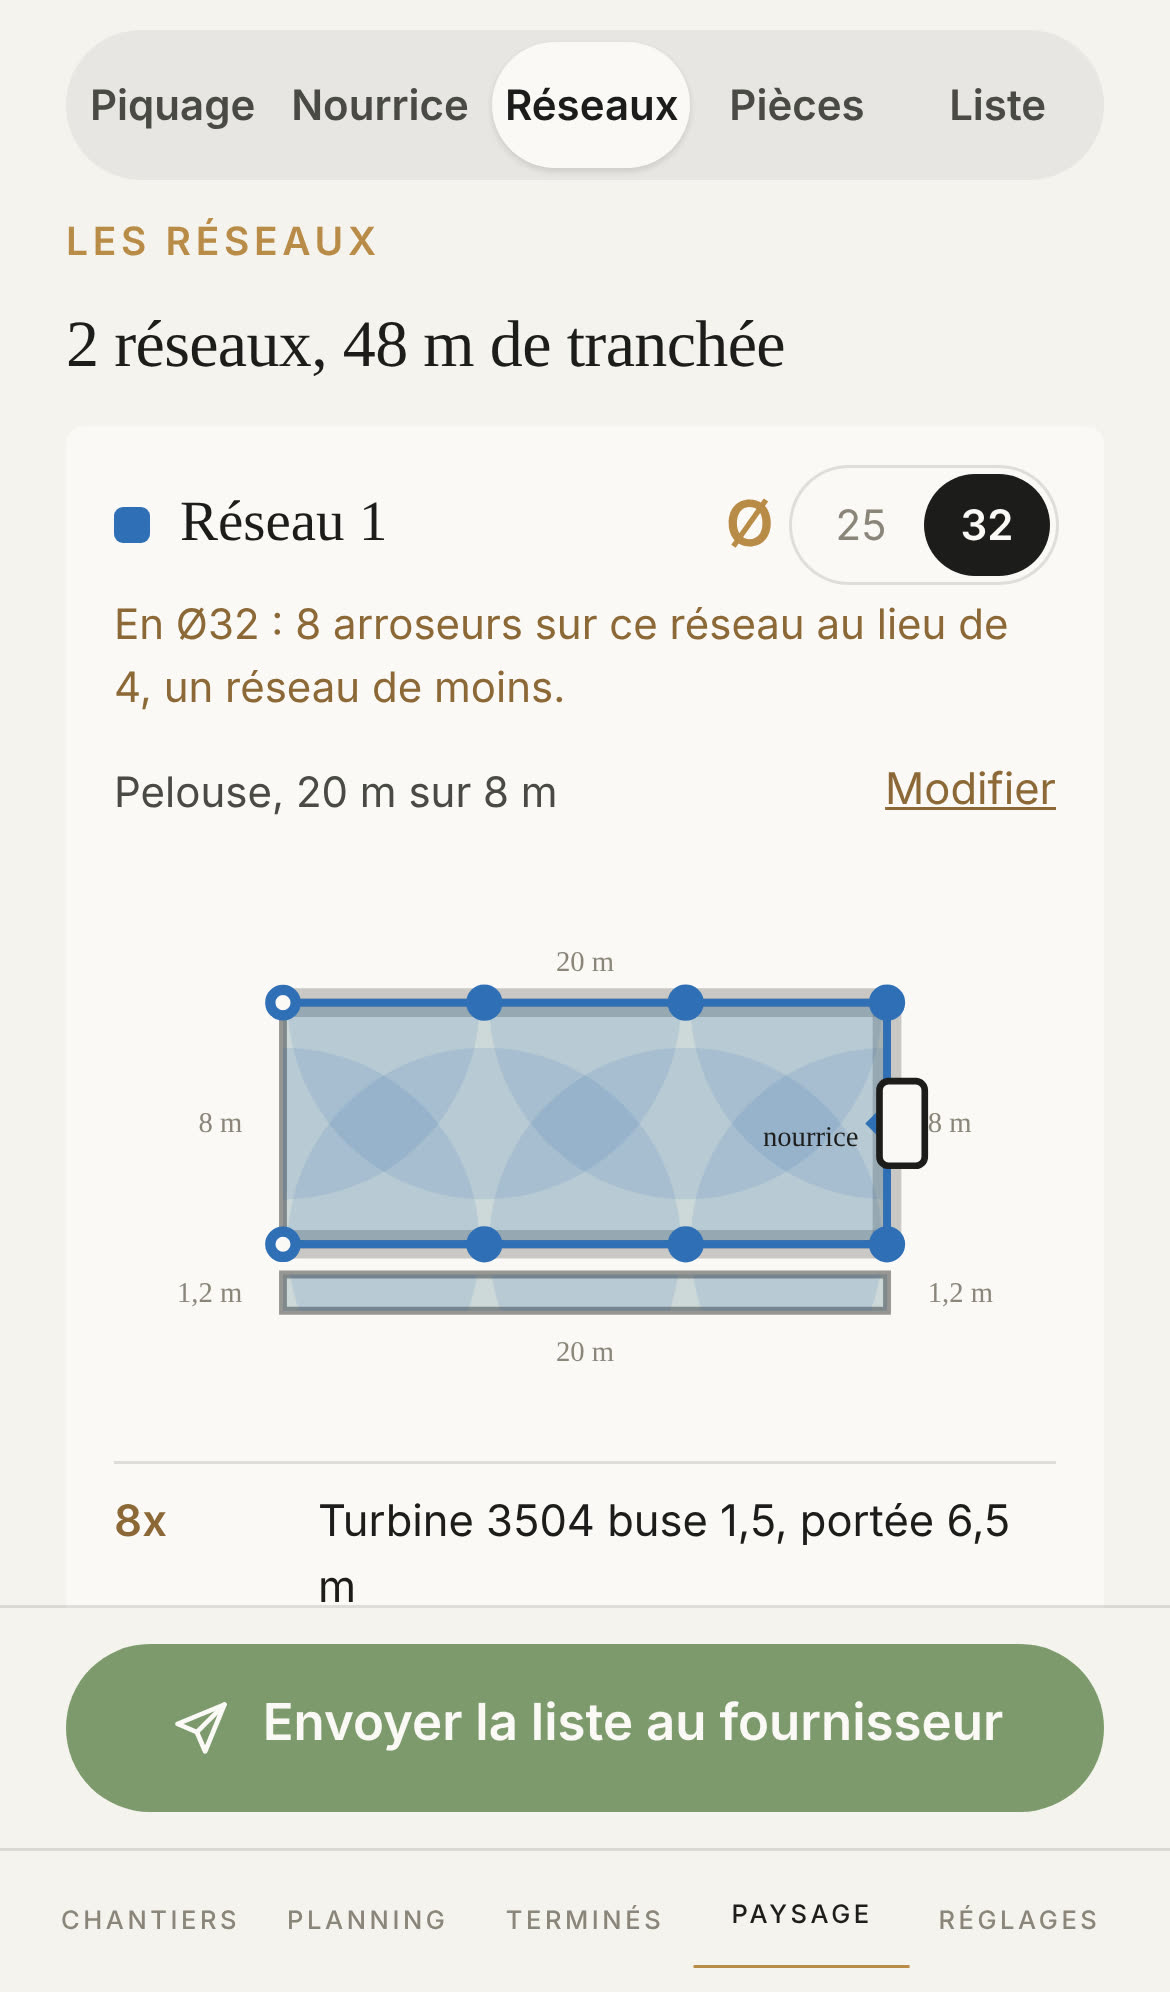 Piquage Nourrice Réseaux Pièces Liste
LES RÉSEAUX
2 réseaux, 48 m de tranchée
Réseau 1 Ø 25 32
En Ø32 : 8 arroseurs sur ce réseau au lieu de
4, un réseau de moins.
Pelouse, 20 m sur 8 m Modifier
20 m
8 m nourrice 8 m
1,2 m 1,2 m
20 m
8x Turbine 3504 buse 1,5, portée 6,5
m
Envoyer la liste au fournisseur
CHANTIERS PLANNING TERMINÉS PAYSAGE RÉGLAGES